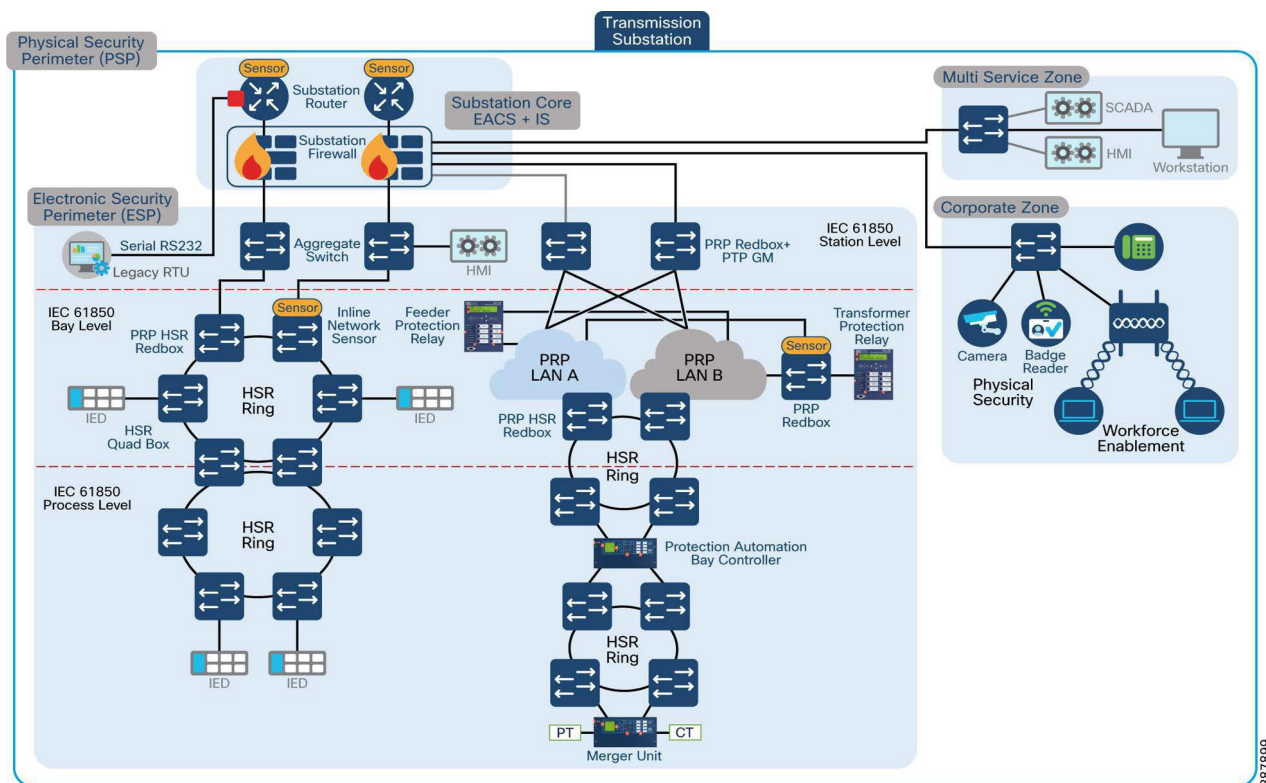 Transmission
Substation
Physical Security
Perimeter (PSP)
Sensor
Sensor
Substation
Router
Substation Core
EACS + IS
Substation
Firewall
Multi Service Zone
SCADA
HMI
Workstation
Electronic Security
Perimeter (ESP)
Serial RS232
Legacy RTU
Aggregate
Switch
HMI
PRP Redbox+
PTP GM
IEC 61850
Station Level
Corporate Zone
Camera
Badge
Reader
Physical
Security
Workforce
Enablement
IEC 61850
Bay Level
PRP HSR
Redbox
Sensor
Inline
Network
Sensor
Feeder
Protection
Relay
PRP
LAN A
PRP
LAN B
Sensor
Transformer
Protection
Relay
PRP
Redbox
IED
HSR
Quad Box
HSR
Ring
IED
PRP HSR
Redbox
HSR
Ring
IEC 61850
Process Level
HSR
Ring
IED
IED
Protection Automation
Bay Controller
HSR
Ring
PT
CT
Merger Unit
387899